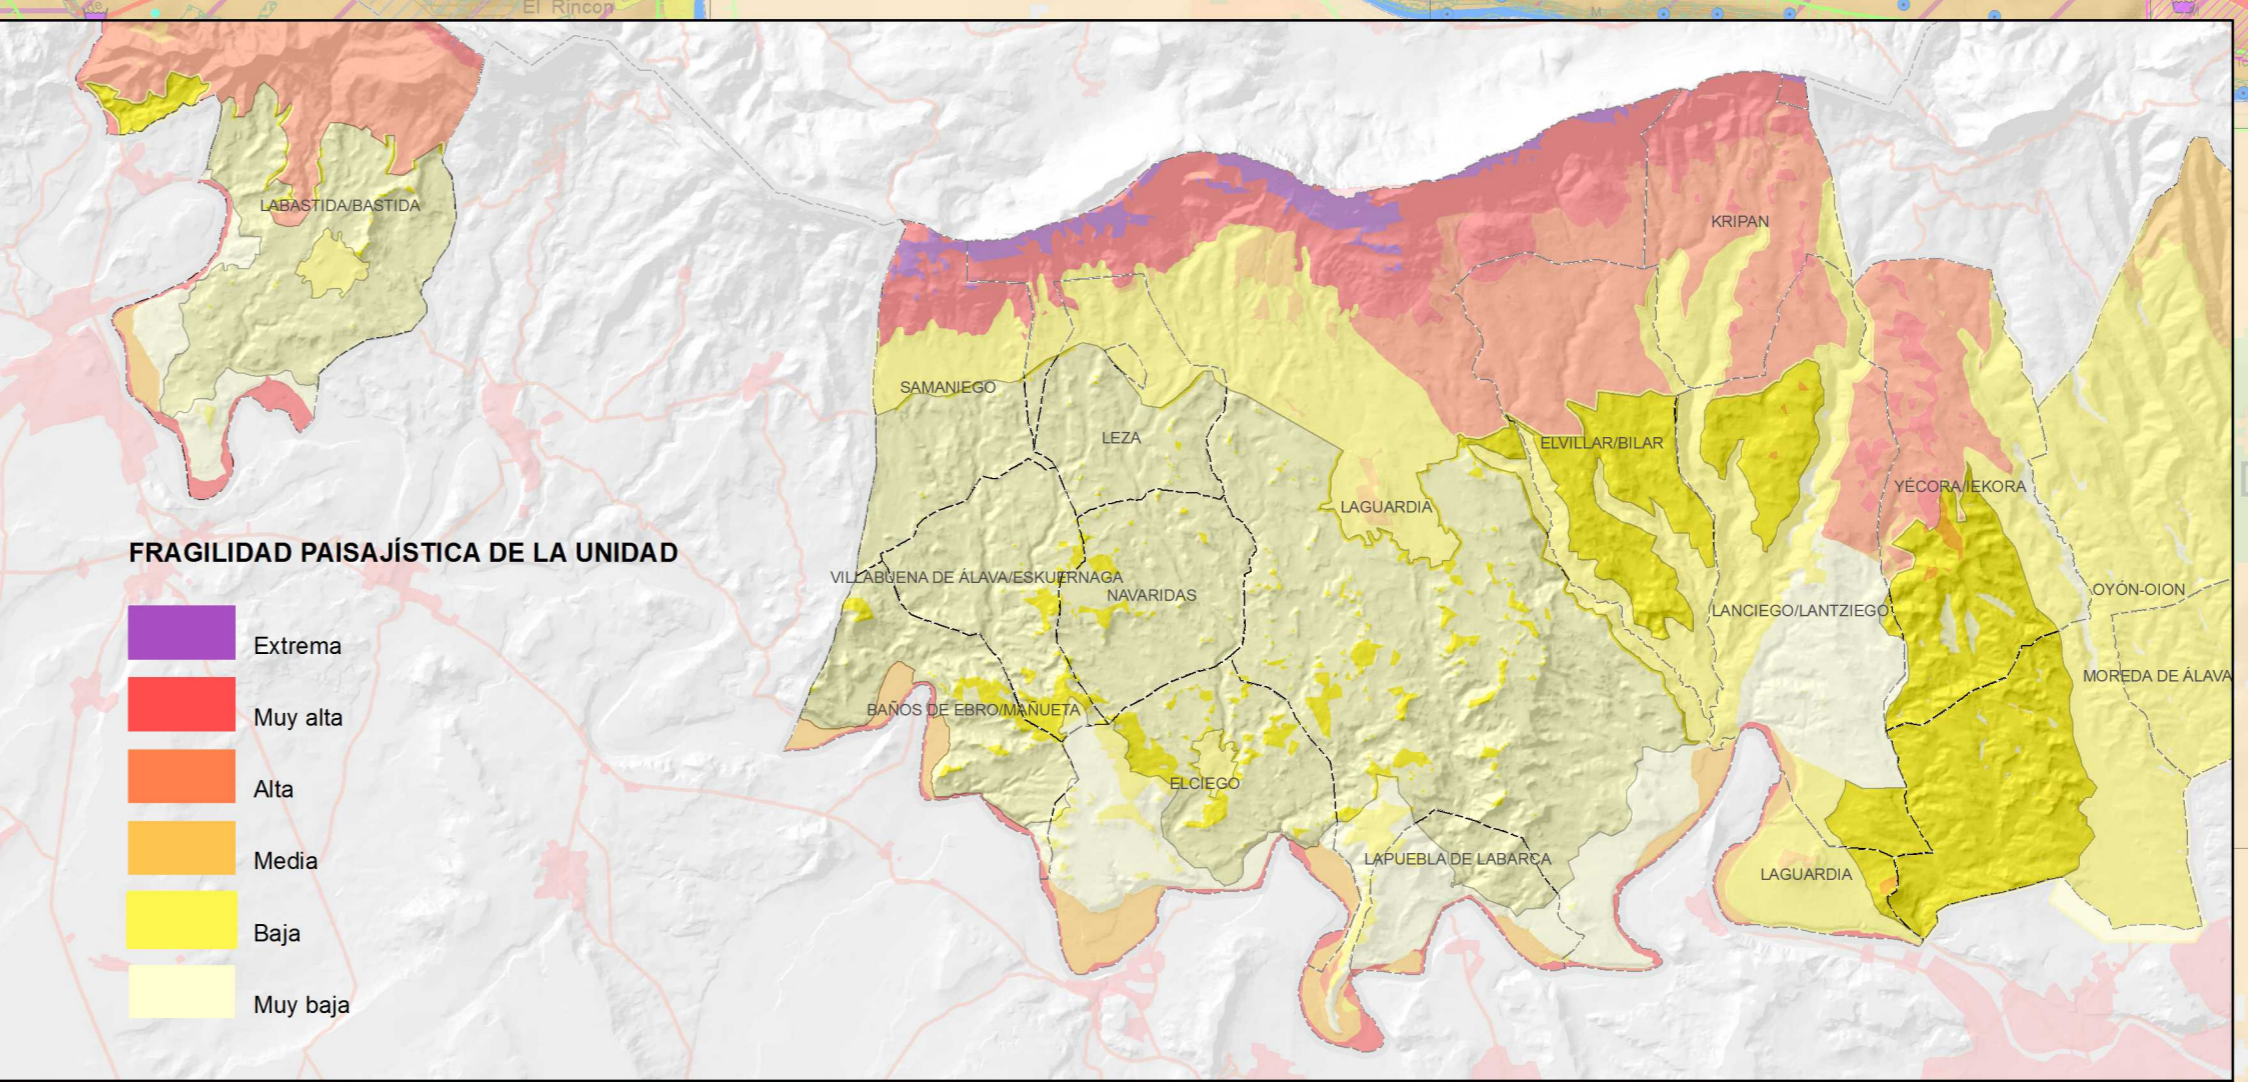 El Rincon
M
LABASTIDA/BASTIDA
KRIPAN
SAMANIEGO
LEZA
ELVILLAR/BILAR
YÉCORA/IEKORA
LAGUARDIA
VILLABUENA DE ÁLAVA/ESKUERNAGA
NAVARIDAS
LANCIEGO/LANTZIEGO
OYÓN-OION
MOREDA DE ÁLAVA
BAÑOS DE EBRO/MAÑUETA
ELCIEGO
LAPUEBLA DE LABARCA
LAGUARDIA
FRAGILIDAD PAISAJÍSTICA DE LA UNIDAD
Extrema
Muy alta
Alta
Media
Baja
Muy baja